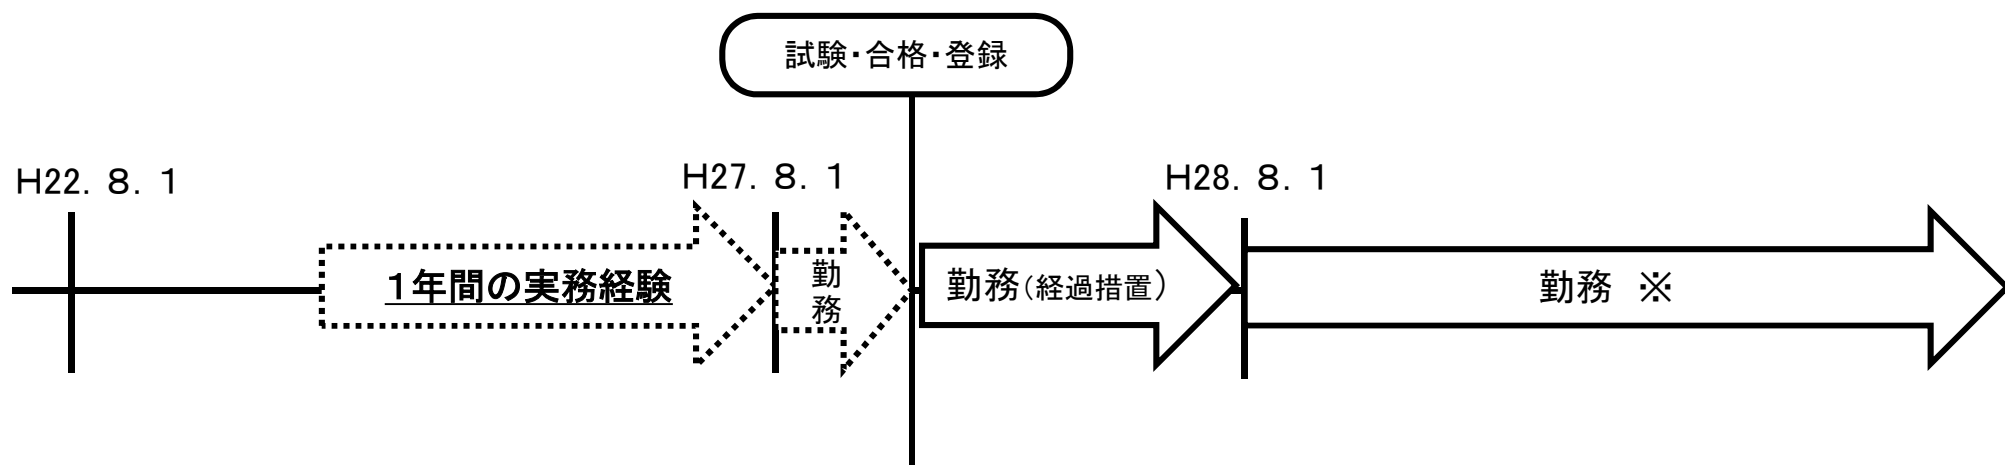 試験・合格・登録
H22．８．１
H27．８．１
H28．８．１
１年間の実務経験
勤務
勤務（経過措置）
勤務　※